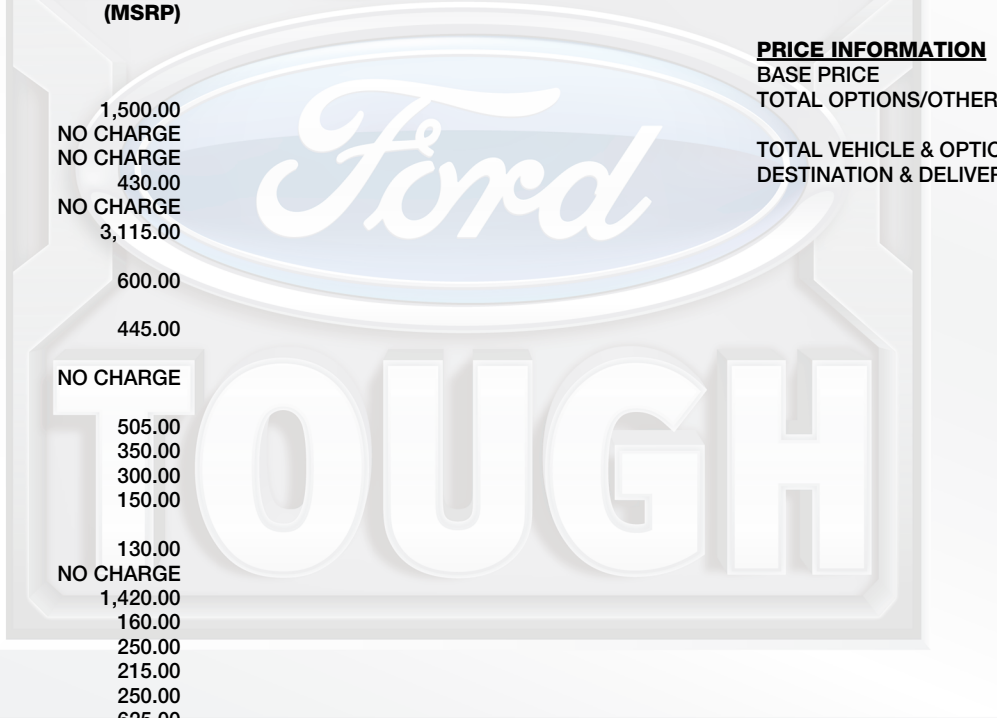 (MSRP)
1,500.00
NO CHARGE
NO CHARGE
430.00
NO CHARGE
3,115.00
600.00
445.00
NO CHARGE
505.00
350.00
300.00
150.00
130.00
NO CHARGE
1,420.00
160.00
250.00
215.00
250.00
625.00
PRICE INFORMATION
BASE PRICE
TOTAL OPTIONS/OTHER
TOTAL VEHICLE & OPTIO
DESTINATION & DELIVER
Ford
TOUGH